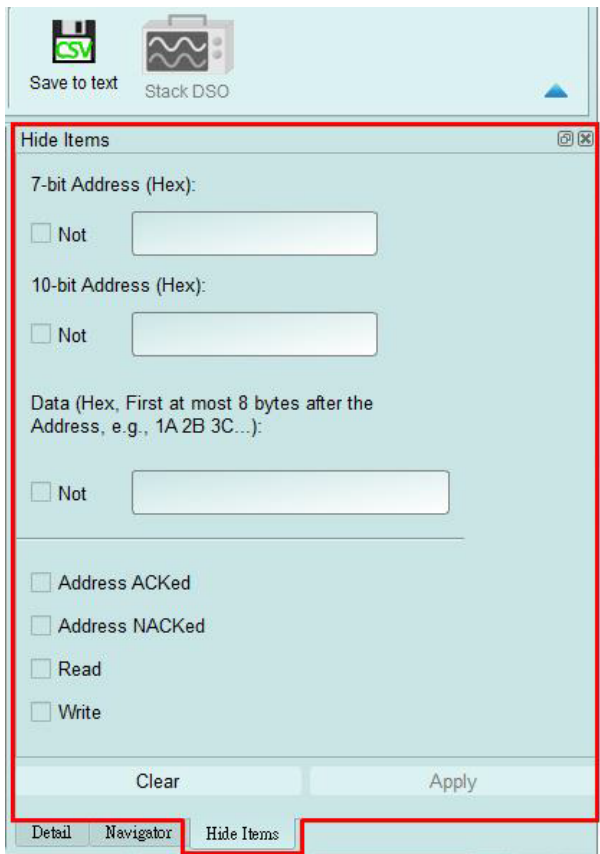 CSV
Save to text
Stack DSO
Hide Items
7-bit Address (Hex):
Not
10-bit Address (Hex):
Not
Data (Hex, First at most 8 bytes after the
Address, e.g., 1A 2B 3C...):
Not
Address ACKed
Address NACKed
Read
Write
Clear Apply
Detail Navigator Hide Items